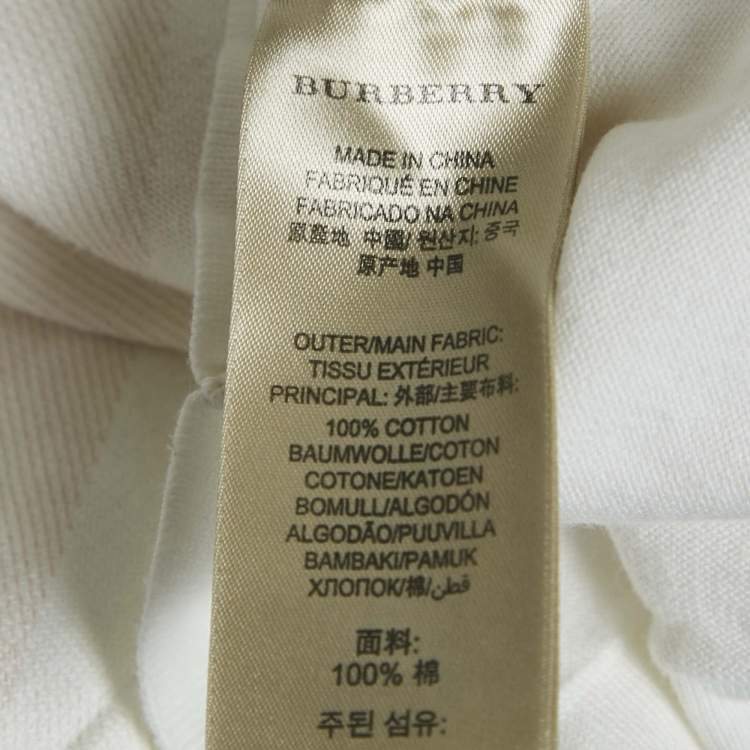 BURBERRY
MADE IN CHINA
FABRIQUÉ EN CHINE
FABRICADO NA CHINA
原產地 中國/ 원산지: 중국
原产地 中国
OUTER/MAIN FABRIC:
TISSU EXTÉRIEUR
PRINCIPAL: 外部/主要布料:
100% COTTON
BAUMWOLLE/COTON
COTONE/KATOEN
BOMULL/ALGODÓN
ALGODÃO/PUUVILLA
BAMBAKI/PAMUK
ХЛОПОК/棉/قطن
面料:
100% 棉
주된 섬유: